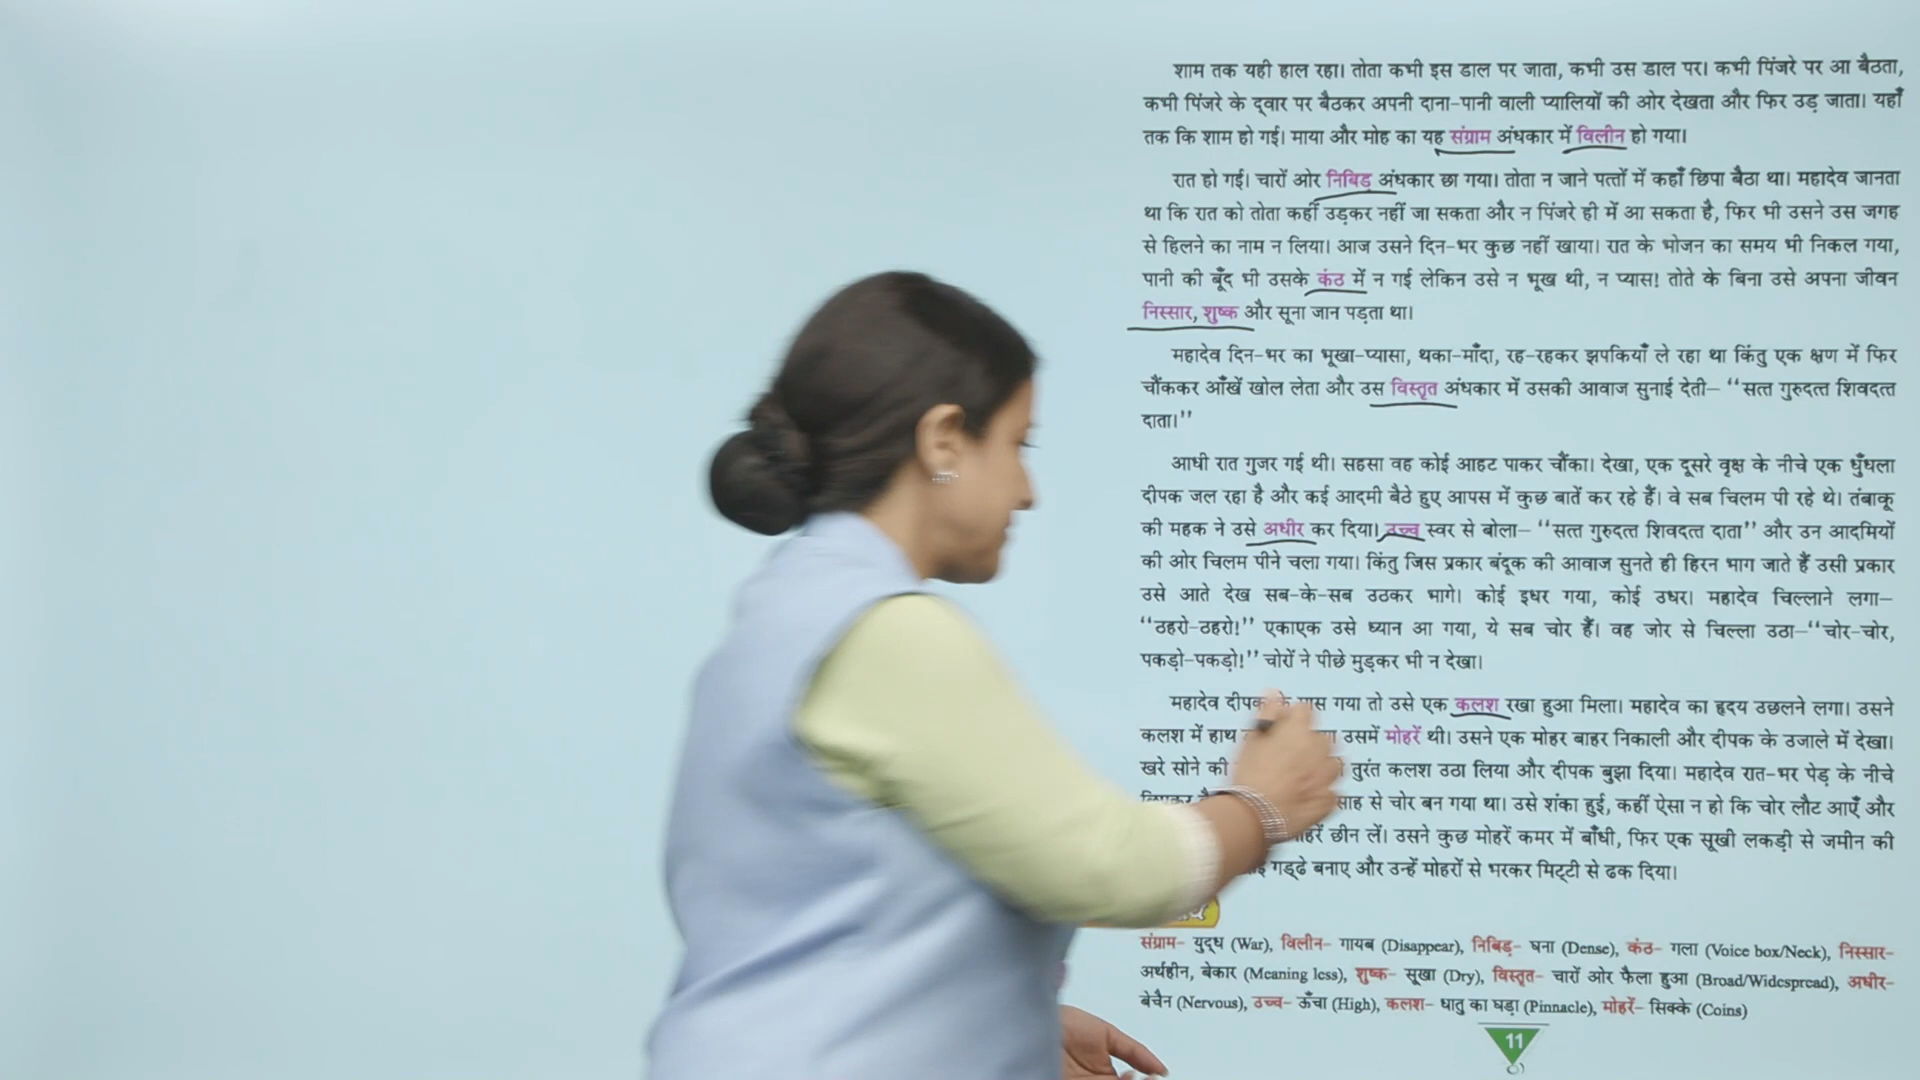 शाम तक यही हाल रहा। तोता कभी इस डाल पर जाता, कभी उस डाल पर। कभी पिंजरे पर आ बैठता,
कभी पिंजरे के द्वार पर बैठकर अपनी दाना-पानी वाली प्यालियों की ओर देखता और फिर उड़ जाता। यहाँ
तक कि शाम हो गई। माया और मोह का यह संग्राम अंधकार में विलीन हो गया।
रात हो गई। चारों ओर निबिड़ अंधकार छा गया। तोता न जाने पत्तों में कहाँ छिपा बैठा था। महादेव जानता
था कि रात को तोता कहीं उड़कर नहीं जा सकता और न पिंजरे ही में आ सकता है, फिर भी उसने उस जगह
से हिलने का नाम न लिया। आज उसने दिन-भर कुछ नहीं खाया। रात के भोजन का समय भी निकल गया,
पानी की बूँद भी उसके कंठ में न गई लेकिन उसे न भूख थी, न प्यास! तोते के बिना उसे अपना जीवन
निस्सार, शुष्क और सूना जान पड़ता था।
महादेव दिन-भर का भूखा-प्यासा, थका-माँदा, रह-रहकर झपकियाँ ले रहा था किंतु एक क्षण में फिर
चौंककर आँखें खोल लेता और उस विस्तृत अंधकार में उसकी आवाज सुनाई देती– “सत्त गुरुदत्त शिवदत्त
दाता।”
आधी रात गुजर गई थी। सहसा वह कोई आहट पाकर चौंका। देखा, एक दूसरे वृक्ष के नीचे एक धुँधला
दीपक जल रहा है और कई आदमी बैठे हुए आपस में कुछ बातें कर रहे हैं। वे सब चिलम पी रहे थे। तंबाकू
की महक ने उसे अधीर कर दिया। उच्च स्वर से बोला– “सत्त गुरुदत्त शिवदत्त दाता” और उन आदमियों
की ओर चिलम पीने चला गया। किंतु जिस प्रकार बंदूक की आवाज सुनते ही हिरन भाग जाते हैं उसी प्रकार
उसे आते देख सब-के-सब उठकर भागे। कोई इधर गया, कोई उधर। महादेव चिल्लाने लगा–
“ठहरो-ठहरो!” एकाएक उसे ध्यान आ गया, ये सब चोर हैं। वह जोर से चिल्ला उठा–“चोर-चोर,
पकड़ो-पकड़ो!” चोरों ने पीछे मुड़कर भी न देखा।
महादेव दीपक गया तो उसे एक कलश रखा हुआ मिला। महादेव का हृदय उछलने लगा। उसने
कलश में हाथ उसमें मोहरें थी। उसने एक मोहर बाहर निकाली और दीपक के उजाले में देखा।
खरे सोने की तुरंत कलश उठा लिया और दीपक बुझा दिया। महादेव रात-भर पेड़ के नीचे
से चोर बन गया था। उसे शंका हुई, कहीं ऐसा न हो कि चोर लौट आएँ और
छीन लें। उसने कुछ मोहरें कमर में बाँधी, फिर एक सूखी लकड़ी से जमीन की
गड्ढे बनाए और उन्हें मोहरों से भरकर मिट्टी से ढक दिया।
संग्राम– युद्ध (War), विलीन– गायब (Disappear), निबिड़– घना (Dense), कंठ– गला (Voice box/Neck), निस्सार–
अर्थहीन, बेकार (Meaning less), शुष्क– सूखा (Dry), विस्तृत– चारों ओर फैला हुआ (Broad/Widespread), अधीर–
बेचैन (Nervous), उच्च– ऊँचा (High), कलश– धातु का घड़ा (Pinnacle), मोहरें– सिक्के (Coins)
11